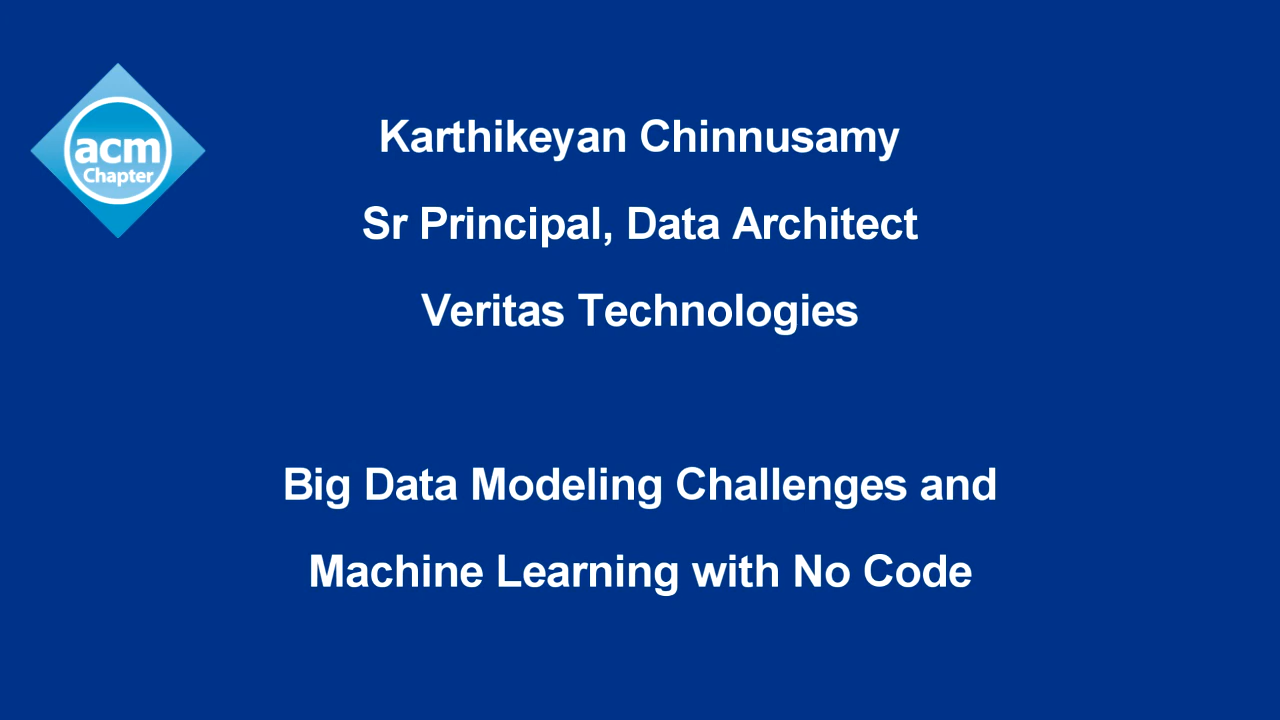 acm
Chapter
Karthikeyan Chinnusamy
Sr Principal, Data Architect
Veritas Technologies
Big Data Modeling Challenges and
Machine Learning with No Code